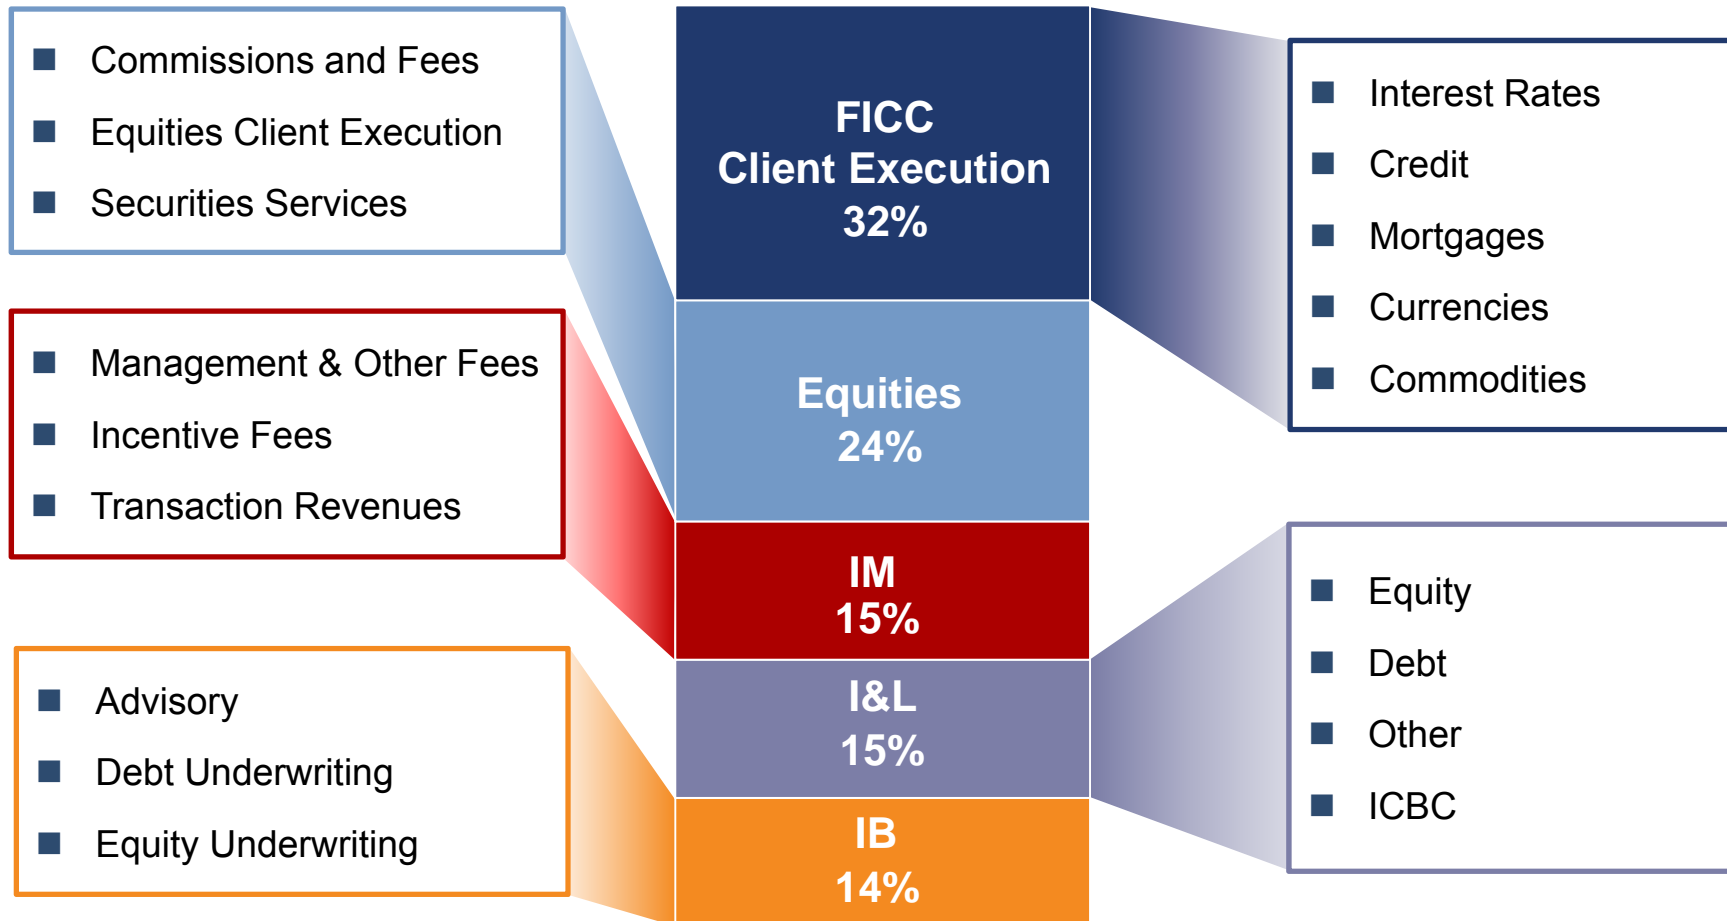 Commissions and Fees
Equities Client Execution
Securities Services
Management & Other Fees
Incentive Fees
Transaction Revenues
Advisory
Debt Underwriting
Equity Underwriting
FICC
Client Execution
32%
Equities
24%
IM
15%
I&L
15%
IB
14%
Interest Rates
Credit
Mortgages
Currencies
Commodities
Equity
Debt
Other
ICBC